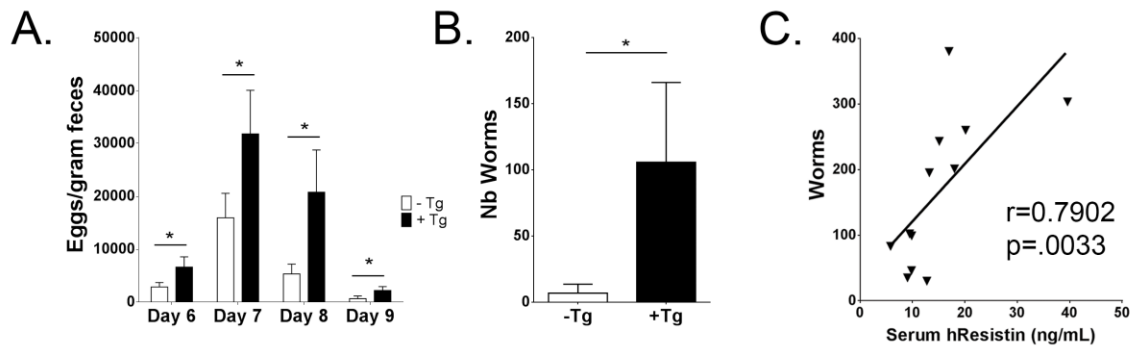 A.
Eggs/gram feces
50000
40000
30000
20000
10000
0
*
*
*
*
Day 6 Day 7 Day 8 Day 9
- Tg
+ Tg
B.
Nb Worms
200
150
100
50
0
*
-Tg +Tg
C.
Worms
400
300
200
100
0
r=0.7902
p=.0033
0 10 20 30 40 50
Serum hResistin (ng/mL)